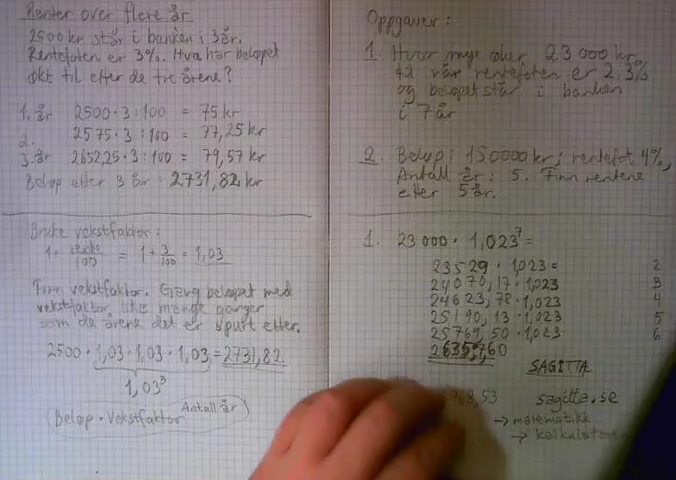 Renter over flere år
2500 kr står i banken i 3 år.
Rentefoten er 3%. Hva har beløpet
økt til etter de tre årene?
1. år 2500 · 3 : 100 = 75 kr
2. 2575 · 3 : 100 = 77,25 kr
3. år 2652,25 · 3 : 100 = 79,57 kr
Beløp etter 3 år : 2731,82 kr
Bruke vekstfaktor :
1 + rente/100 = 1 + 3/100 = 1,03
Finn vekstfaktor. Gang beløpet med
vekstfaktor like mange ganger
som de årene det er spurt etter.
2500 · 1,03 · 1,03 · 1,03 = 2731,82
1,03³
Beløp · Vekstfaktor Antall år
Oppgaver :
1. Hvor mye øker 23 000 kr
når rentefoten er 2,3%
og beløpet står i banken
i 7 år
2. Beløp : 150000 kr, rentefot 4%,
Antall år : 5. Finn rentene
etter 5 år.
1. 23 000 · 1,023⁷ =
23529 · 1,023 = 2
24070,17 · 1,023 3
24623,78 · 1,023 4
25190,13 · 1,023 5
25769,50 · 1,023 6
SAGITTA
68,53 sagitta.se
→ matematikk
→ kalkulatorer